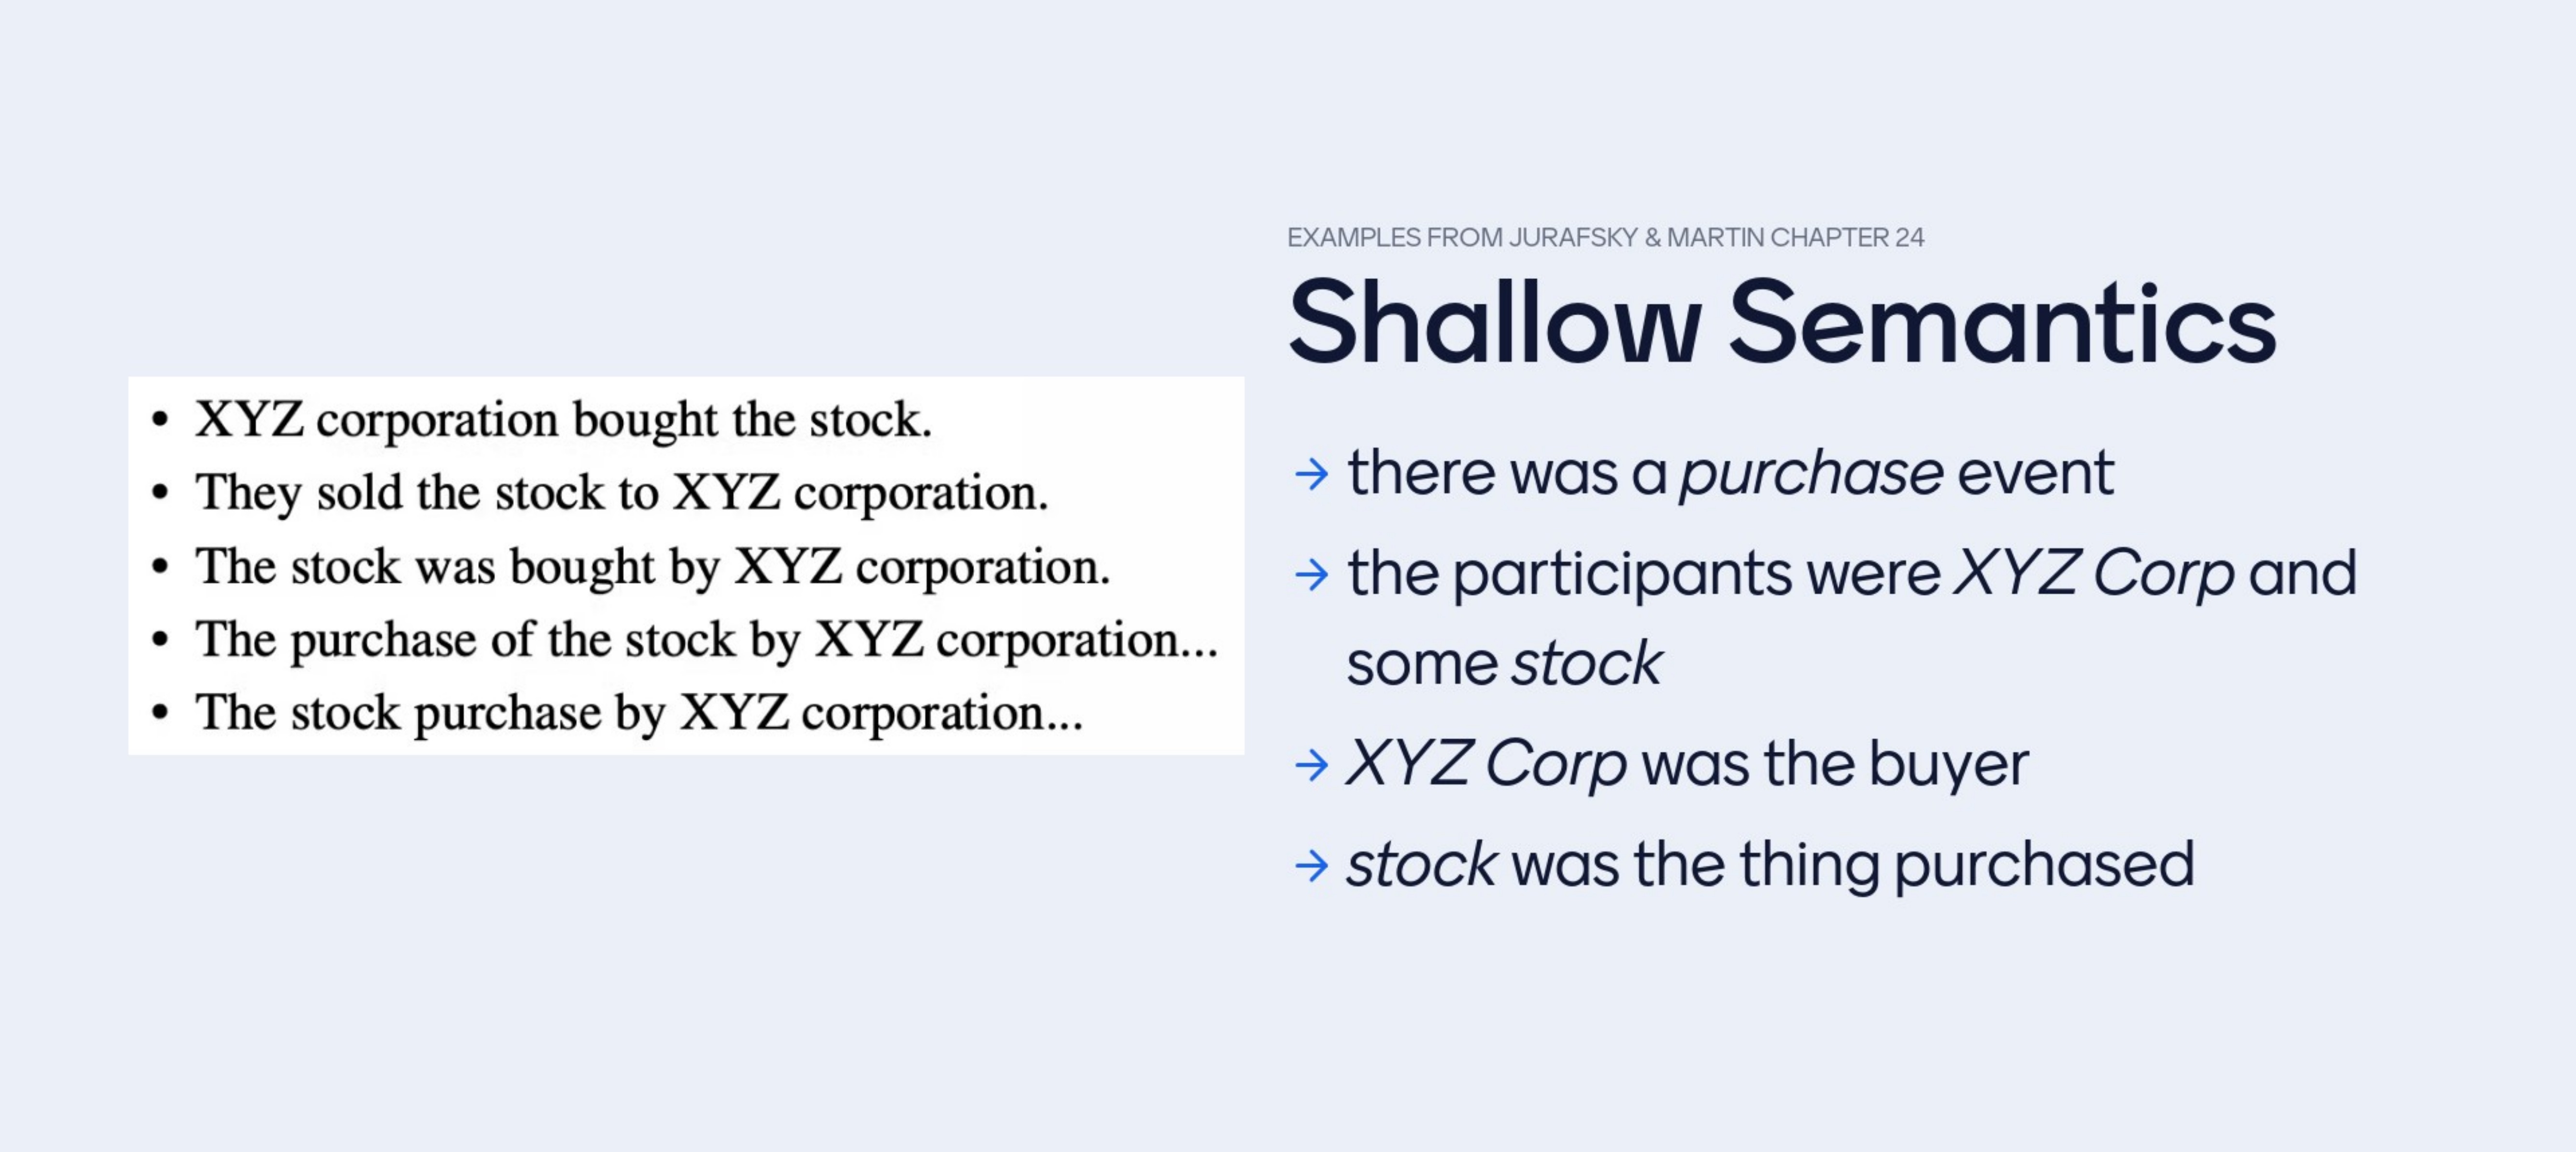 • XYZ corporation bought the stock.
• They sold the stock to XYZ corporation.
• The stock was bought by XYZ corporation.
• The purchase of the stock by XYZ corporation...
• The stock purchase by XYZ corporation...
EXAMPLES FROM JURAFSKY & MARTIN CHAPTER 24
Shallow Semantics
→ there was a purchase event
→ the participants were XYZ Corp and
some stock
→ XYZ Corp was the buyer
→ stock was the thing purchased